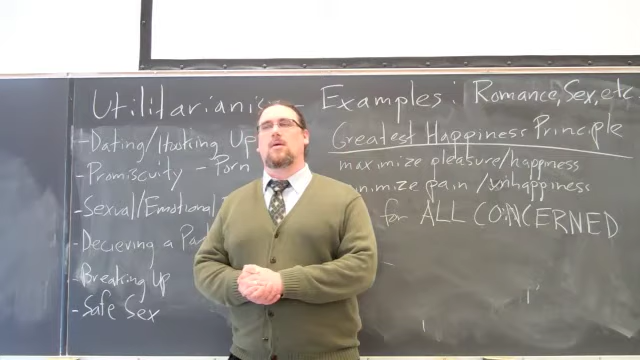 Utilitarianism - Examples: Romance, Sex, etc.
- Dating/Hooking Up
- Promiscuity - Porn
- Sexual/Emotional
- Decieving a
- Breaking Up
- Safe Sex
Greatest Happiness Principle
maximize pleasure/happiness
minimize pain/unhappiness
for ALL CONCERNED